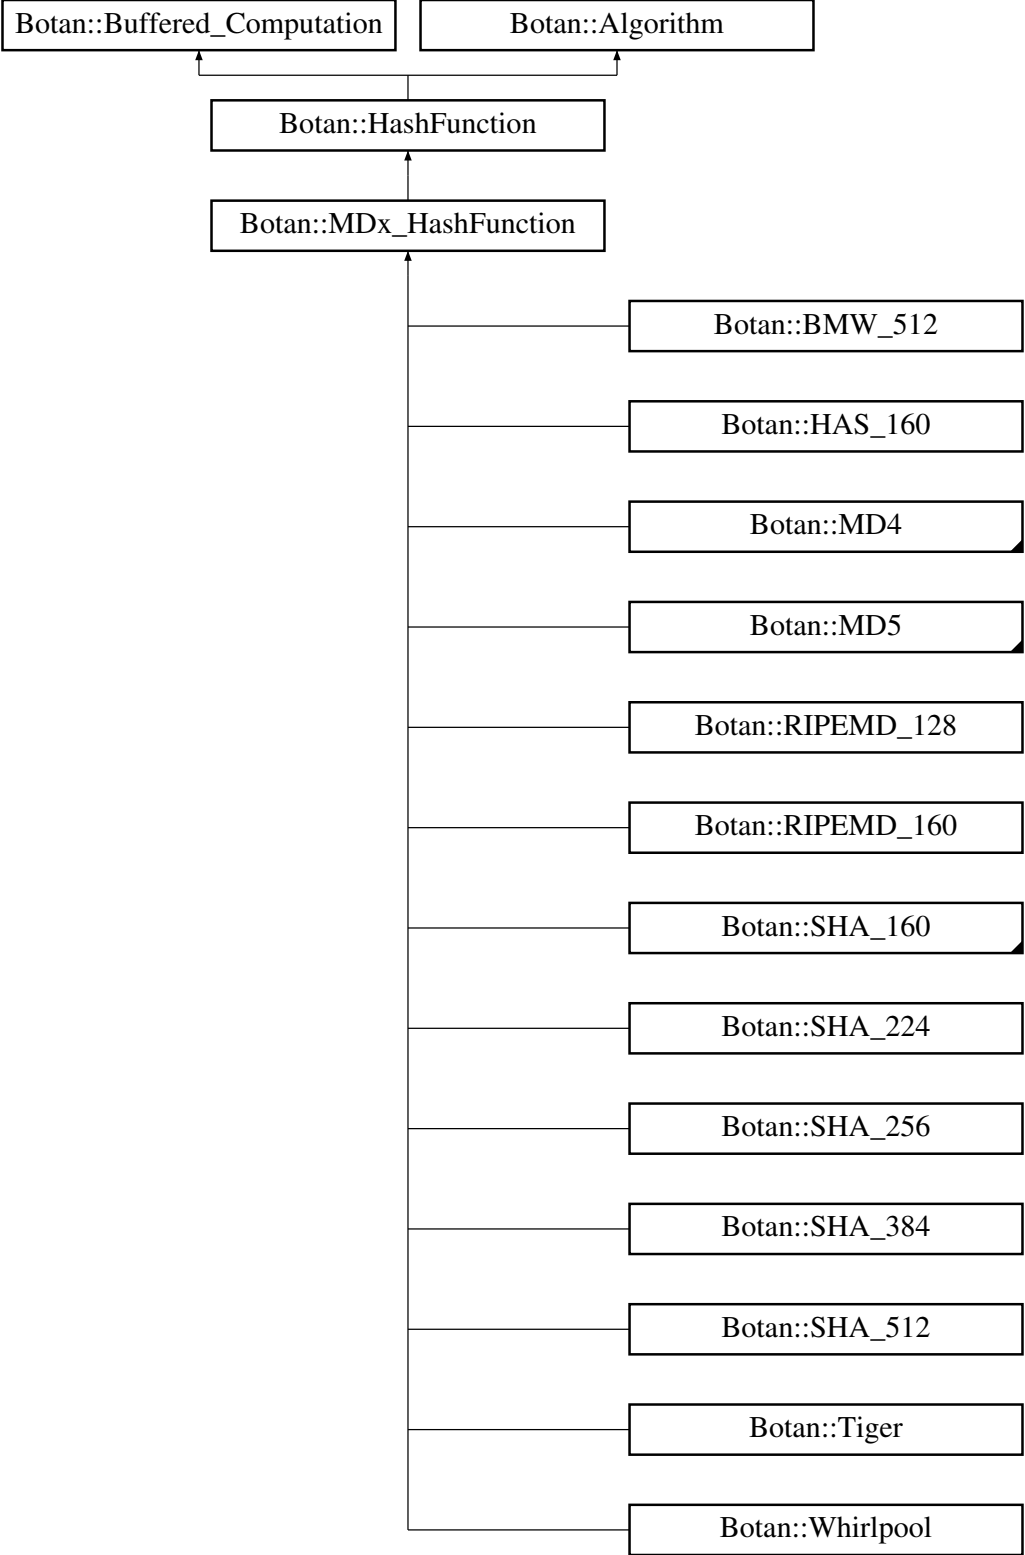 Botan::Buffered_Computation
Botan::Algorithm
Botan::HashFunction
Botan::MDx_HashFunction
Botan::BMW_512
Botan::HAS_160
Botan::MD4
Botan::MD5
Botan::RIPEMD_128
Botan::RIPEMD_160
Botan::SHA_160
Botan::SHA_224
Botan::SHA_256
Botan::SHA_384
Botan::SHA_512
Botan::Tiger
Botan::Whirlpool